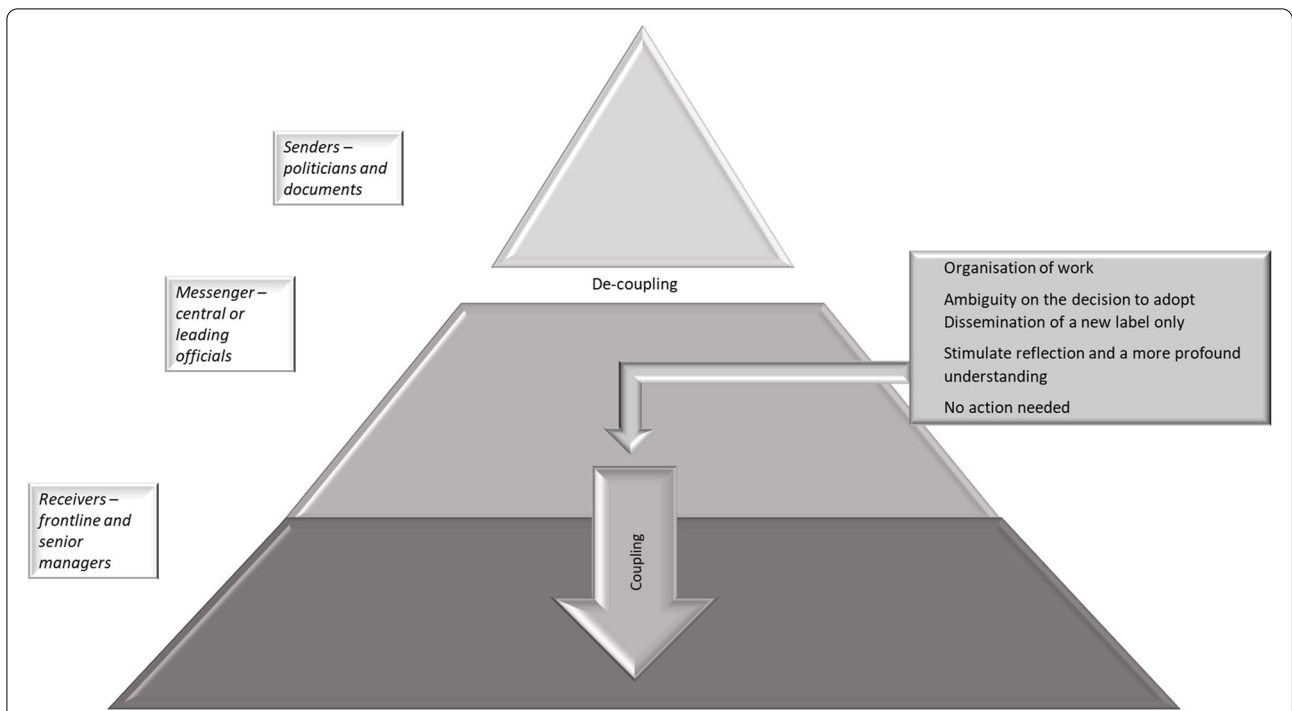 Senders –
politicians and
documents
De-coupling
Messenger –
central or
leading
officials
Organisation of work
Ambiguity on the decision to adopt
Dissemination of a new label only
Stimulate reflection and a more profound
understanding
No action needed
Receivers –
frontline and
senior
managers
Coupling